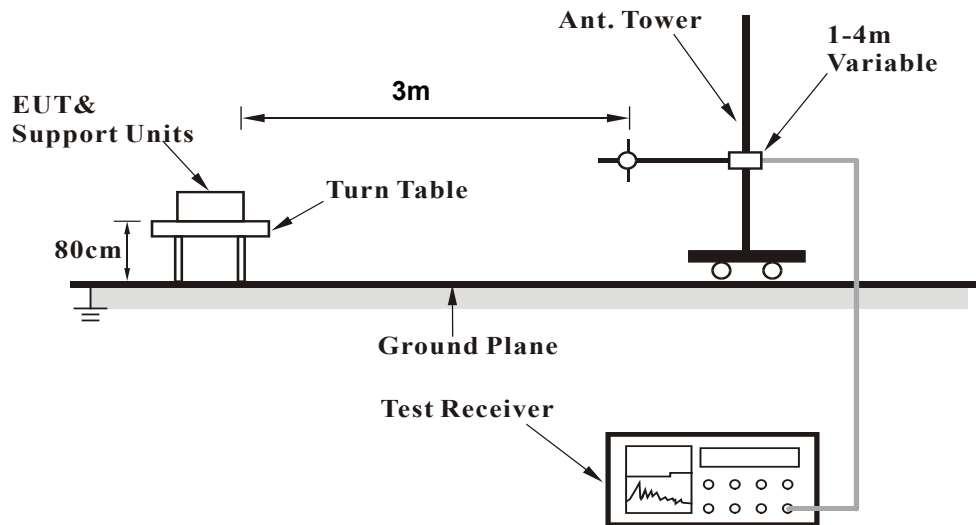 Ant. Tower
1-4m
Variable
3m
EUT&
Support Units
Turn Table
80cm
Ground Plane
Test Receiver